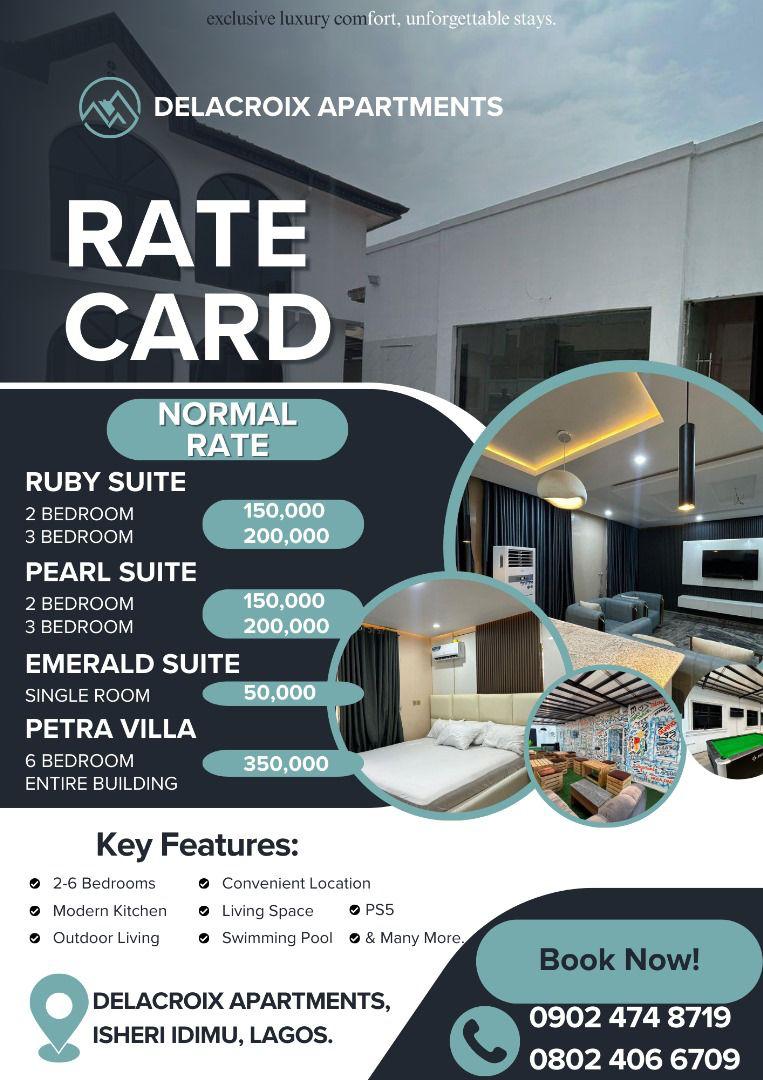 exclusive luxury comfort, unforgettable stays.
DELACROIX APARTMENTS
RATE
CARD
NORMAL
RATE
RUBY SUITE
2 BEDROOM 150,000
3 BEDROOM 200,000
PEARL SUITE
2 BEDROOM 150,000
3 BEDROOM 200,000
EMERALD SUITE
SINGLE ROOM 50,000
PETRA VILLA
6 BEDROOM 350,000
ENTIRE BUILDING
Key Features:
2-6 Bedrooms Convenient Location
Modern Kitchen Living Space PS5
Outdoor Living Swimming Pool & Many More.
DELACROIX APARTMENTS,
ISHERI IDIMU, LAGOS.
Book Now!
0902 474 8719
0802 406 6709